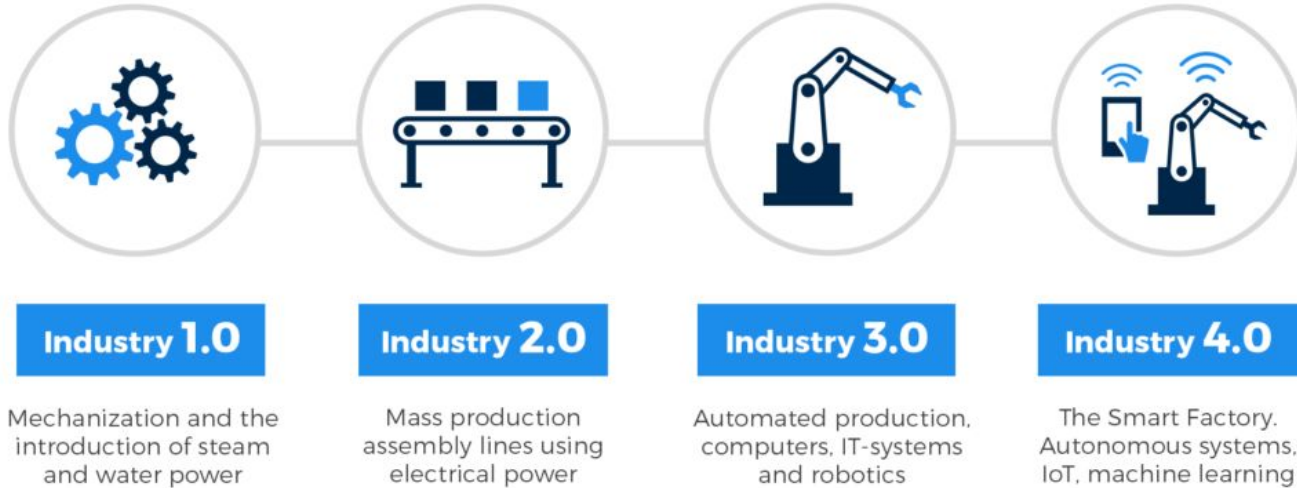 Industry 1.0
Mechanization and the
introduction of steam
and water power
Industry 2.0
Mass production
assembly lines using
electrical power
Industry 3.0
Automated production,
computers, IT-systems
and robotics
Industry 4.0
The Smart Factory.
Autonomous systems,
IoT, machine learning